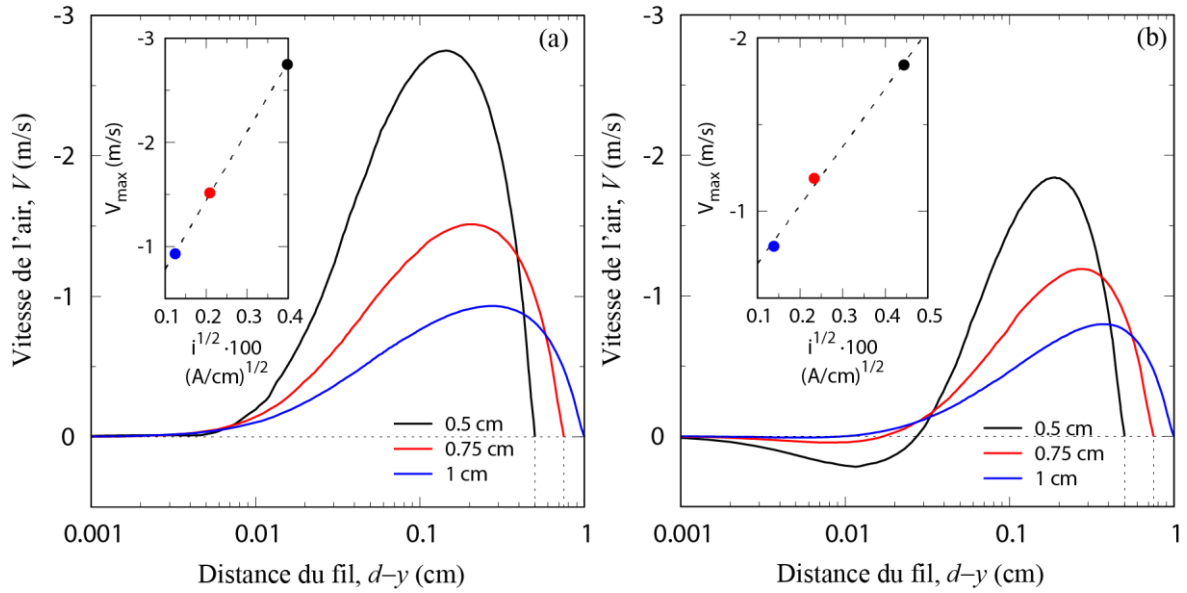 (a)
Vitesse de l'air, V (m/s)
-3
-2
-1
0
V_max (m/s)
-3
-2
-1
0.1 0.2 0.3 0.4
i^1/2·100
(A/cm)^1/2
0.5 cm
0.75 cm
1 cm
0.001 0.01 0.1 1
Distance du fil, d–y (cm)
(b)
Vitesse de l'air, V (m/s)
-3
-2
-1
0
V_max (m/s)
-2
-1
0.1 0.2 0.3 0.4 0.5
i^1/2·100
(A/cm)^1/2
0.5 cm
0.75 cm
1 cm
0.001 0.01 0.1 1
Distance du fil, d–y (cm)